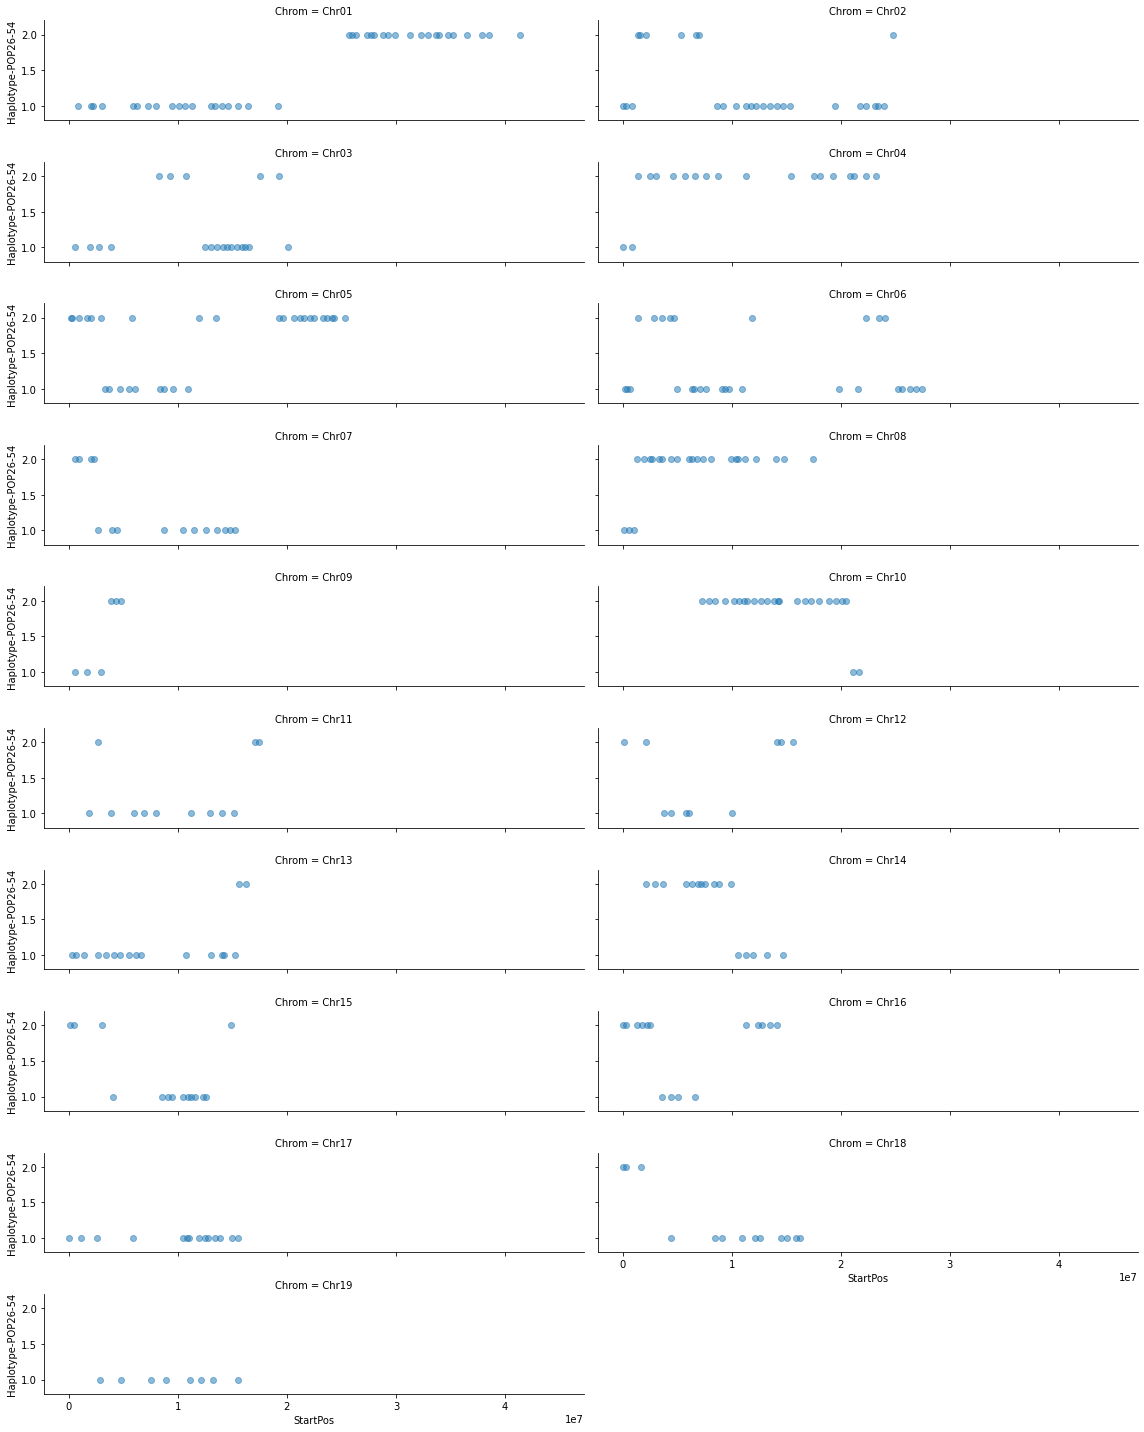 Chrom = Chr01
Chrom = Chr02
Haplotype-POP26-54
2.0
1.5
1.0
Chrom = Chr03
Chrom = Chr04
Haplotype-POP26-54
2.0
1.5
1.0
Chrom = Chr05
Chrom = Chr06
Haplotype-POP26-54
2.0
1.5
1.0
Chrom = Chr07
Chrom = Chr08
Haplotype-POP26-54
2.0
1.5
1.0
Chrom = Chr09
Chrom = Chr10
Haplotype-POP26-54
2.0
1.5
1.0
Chrom = Chr11
Chrom = Chr12
Haplotype-POP26-54
2.0
1.5
1.0
Chrom = Chr13
Chrom = Chr14
Haplotype-POP26-54
2.0
1.5
1.0
Chrom = Chr15
Chrom = Chr16
Haplotype-POP26-54
2.0
1.5
1.0
Chrom = Chr17
Chrom = Chr18
Haplotype-POP26-54
2.0
1.5
1.0
0 1 2 3 4
StartPos
1e7
Chrom = Chr19
Haplotype-POP26-54
2.0
1.5
1.0
0 1 2 3 4
StartPos
1e7